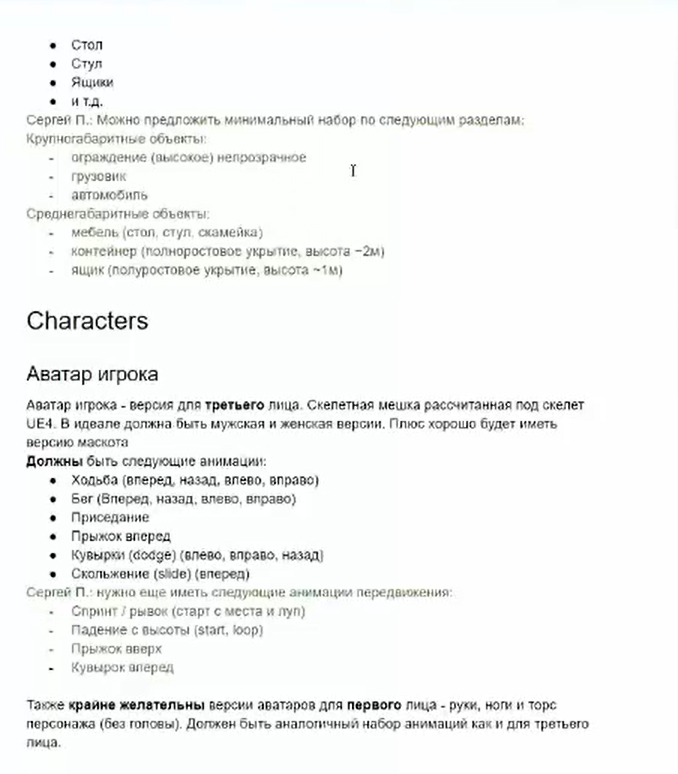 ● Стол
● Стул
● Ящики
● и т.д.
Сергей П.: Можно предложить минимальный набор по следующим разделам:
Крупногабаритные объекты:
- ограждение (высокое) непрозрачное
- грузовик
- автомобиль
Среднегабаритные объекты:
- мебель (стол, стул, скамейка)
- контейнер (полноростовое укрытие, высота ~2м)
- ящик (полуростовое укрытие, высота ~1м)
Characters
Аватар игрока
Аватар игрока - версия для третьего лица. Скелетная мешка рассчитанная под скелет
UE4. В идеале должна быть мужская и женская версии. Плюс хорошо будет иметь
версию маскота
Должны быть следующие анимации:
● Ходьба (вперед, назад, влево, вправо)
● Бег (Вперед, назад, влево, вправо)
● Приседание
● Прыжок вперед
● Кувырки (dodge) (влево, вправо, назад)
● Скольжение (slide) (вперед)
Сергей П.: нужно еще иметь следующие анимации передвижения:
- Спринт / рывок (старт с места и луп)
- Падение с высоты (start, loop)
- Прыжок вверх
- Кувырок вперед
Также крайне желательны версии аватаров для первого лица - руки, ноги и торс
персонажа (без головы). Должен быть аналогичный набор анимаций как и для третьего
лица.